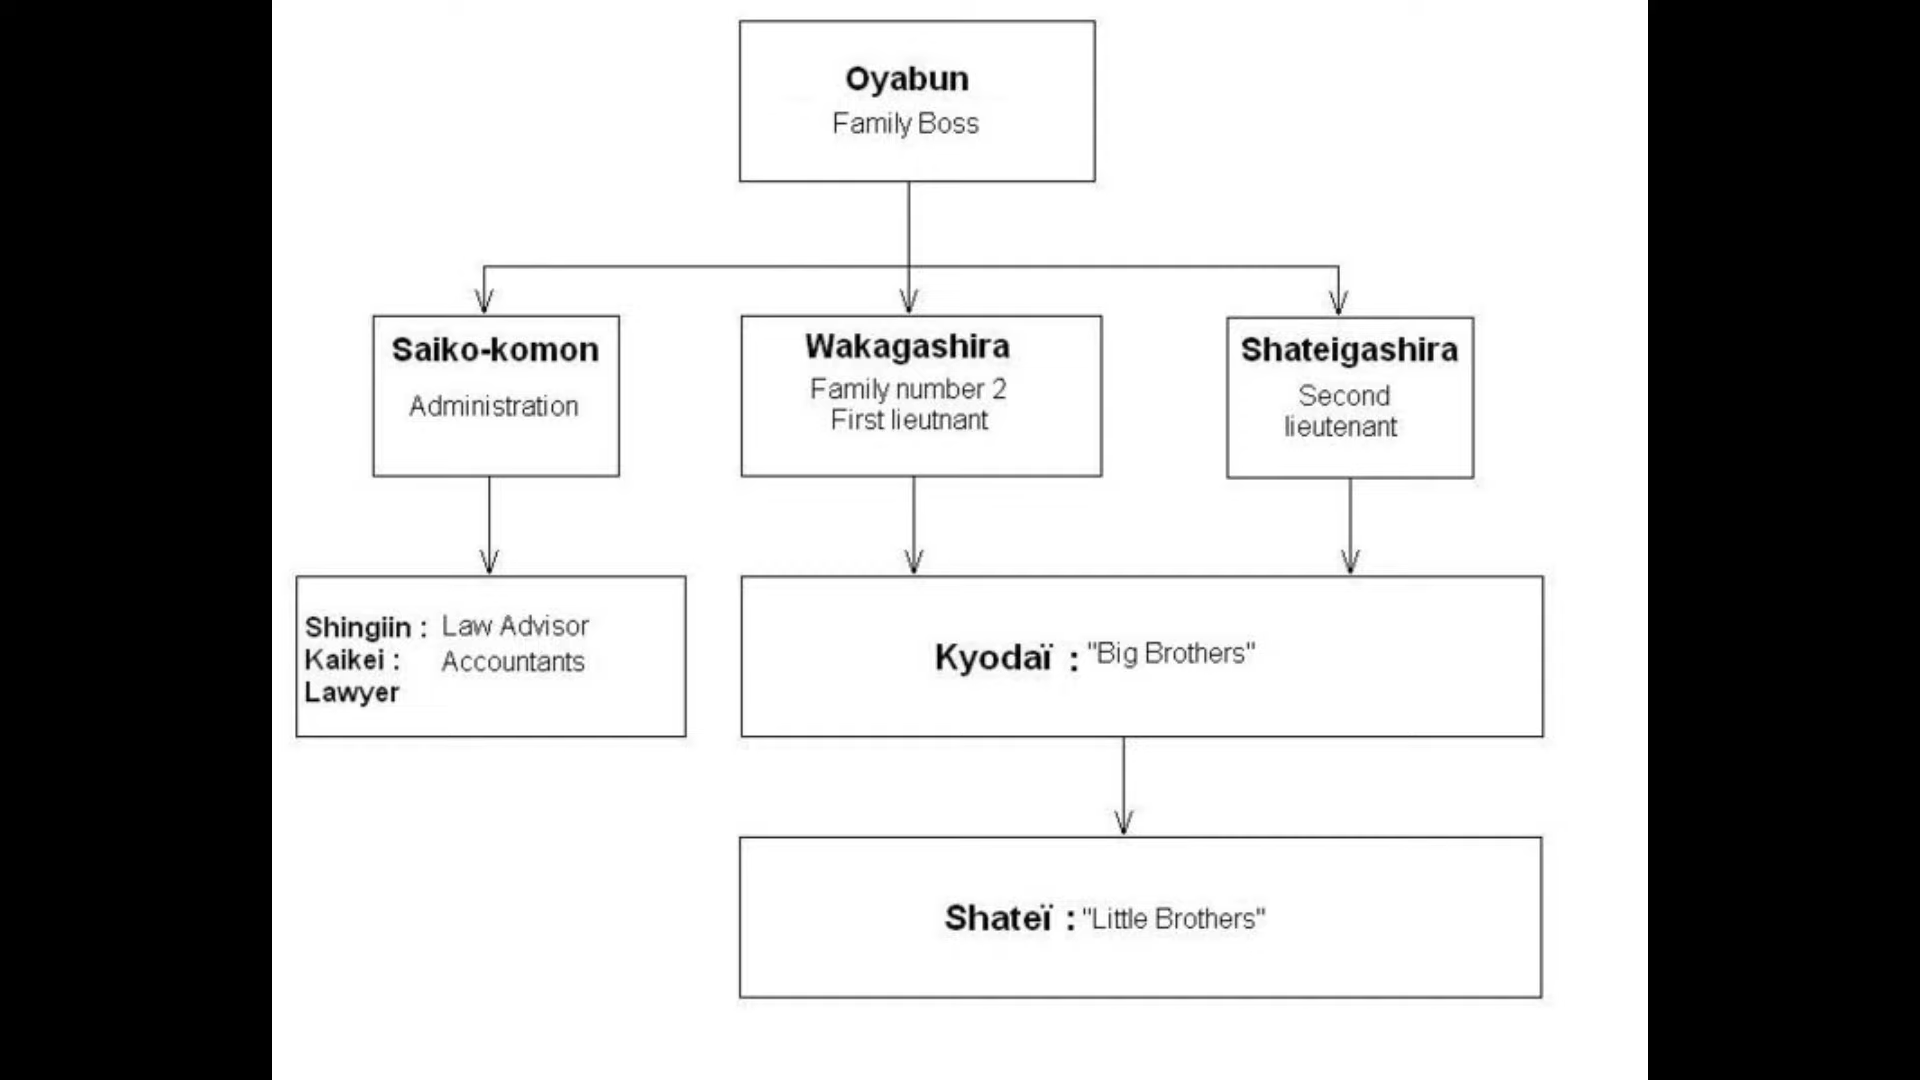 Oyabun
Family Boss
Saiko-komon
Administration
Wakagashira
Family number 2
First lieutnant
Shateigashira
Second
lieutenant
Shingiin : Law Advisor
Kaikei : Accountants
Lawyer
Kyodaï : "Big Brothers"
Shateï : "Little Brothers"